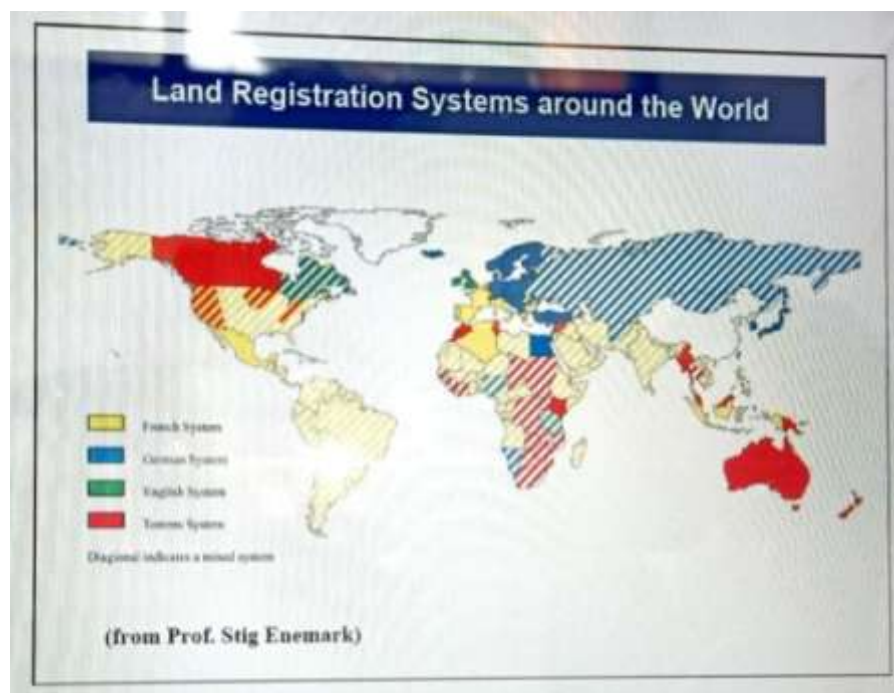 Land Registration Systems around the World
French System
German System
English System
Torrens System
Diagonal indicates a mixed system
(from Prof. Stig Enemark)